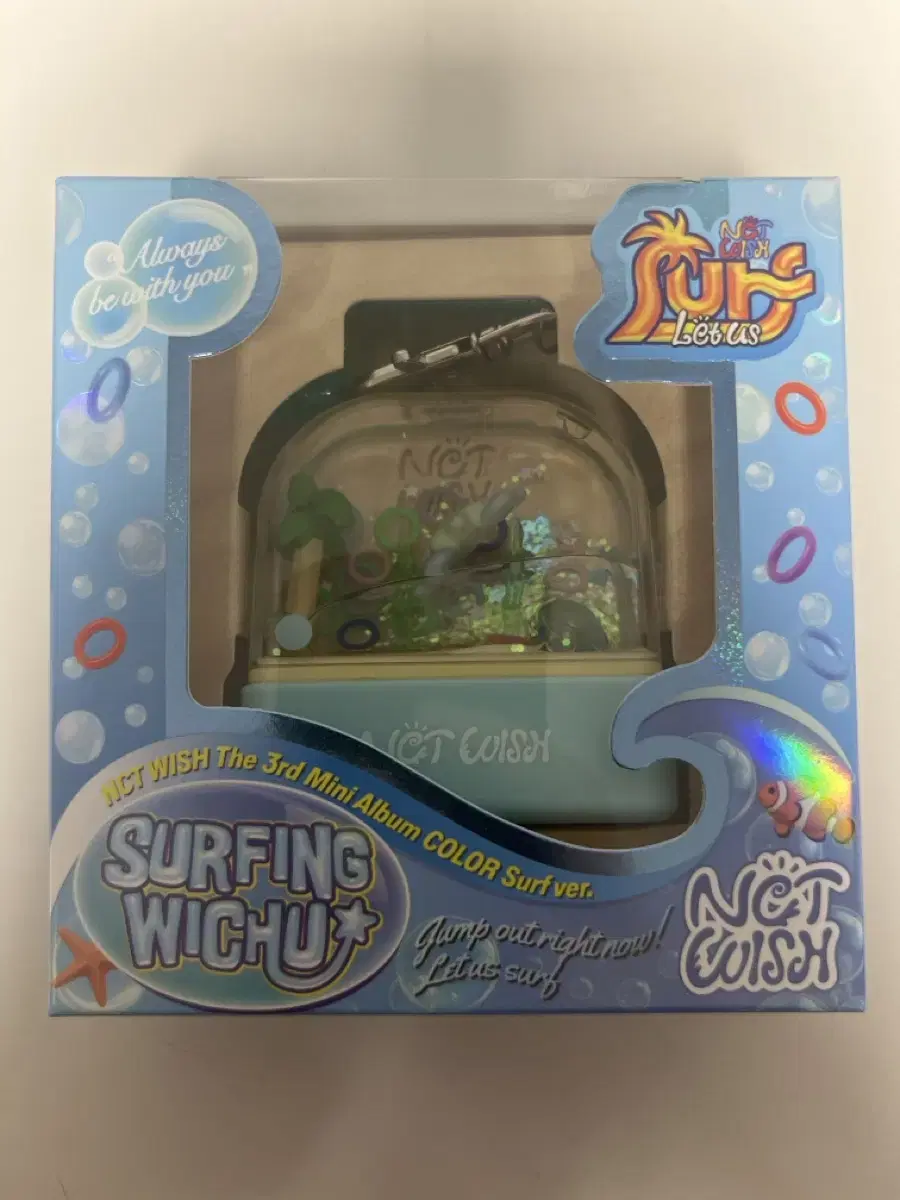 Always
be with you
NCT
WISH
Surf
Let us
NCT
WISH
NCT WISH
NCT WISH The 3rd Mini Album COLOR Surf ver.
SURFING
WICHU
Jump out right now!
Let us surf
NCT
WISH